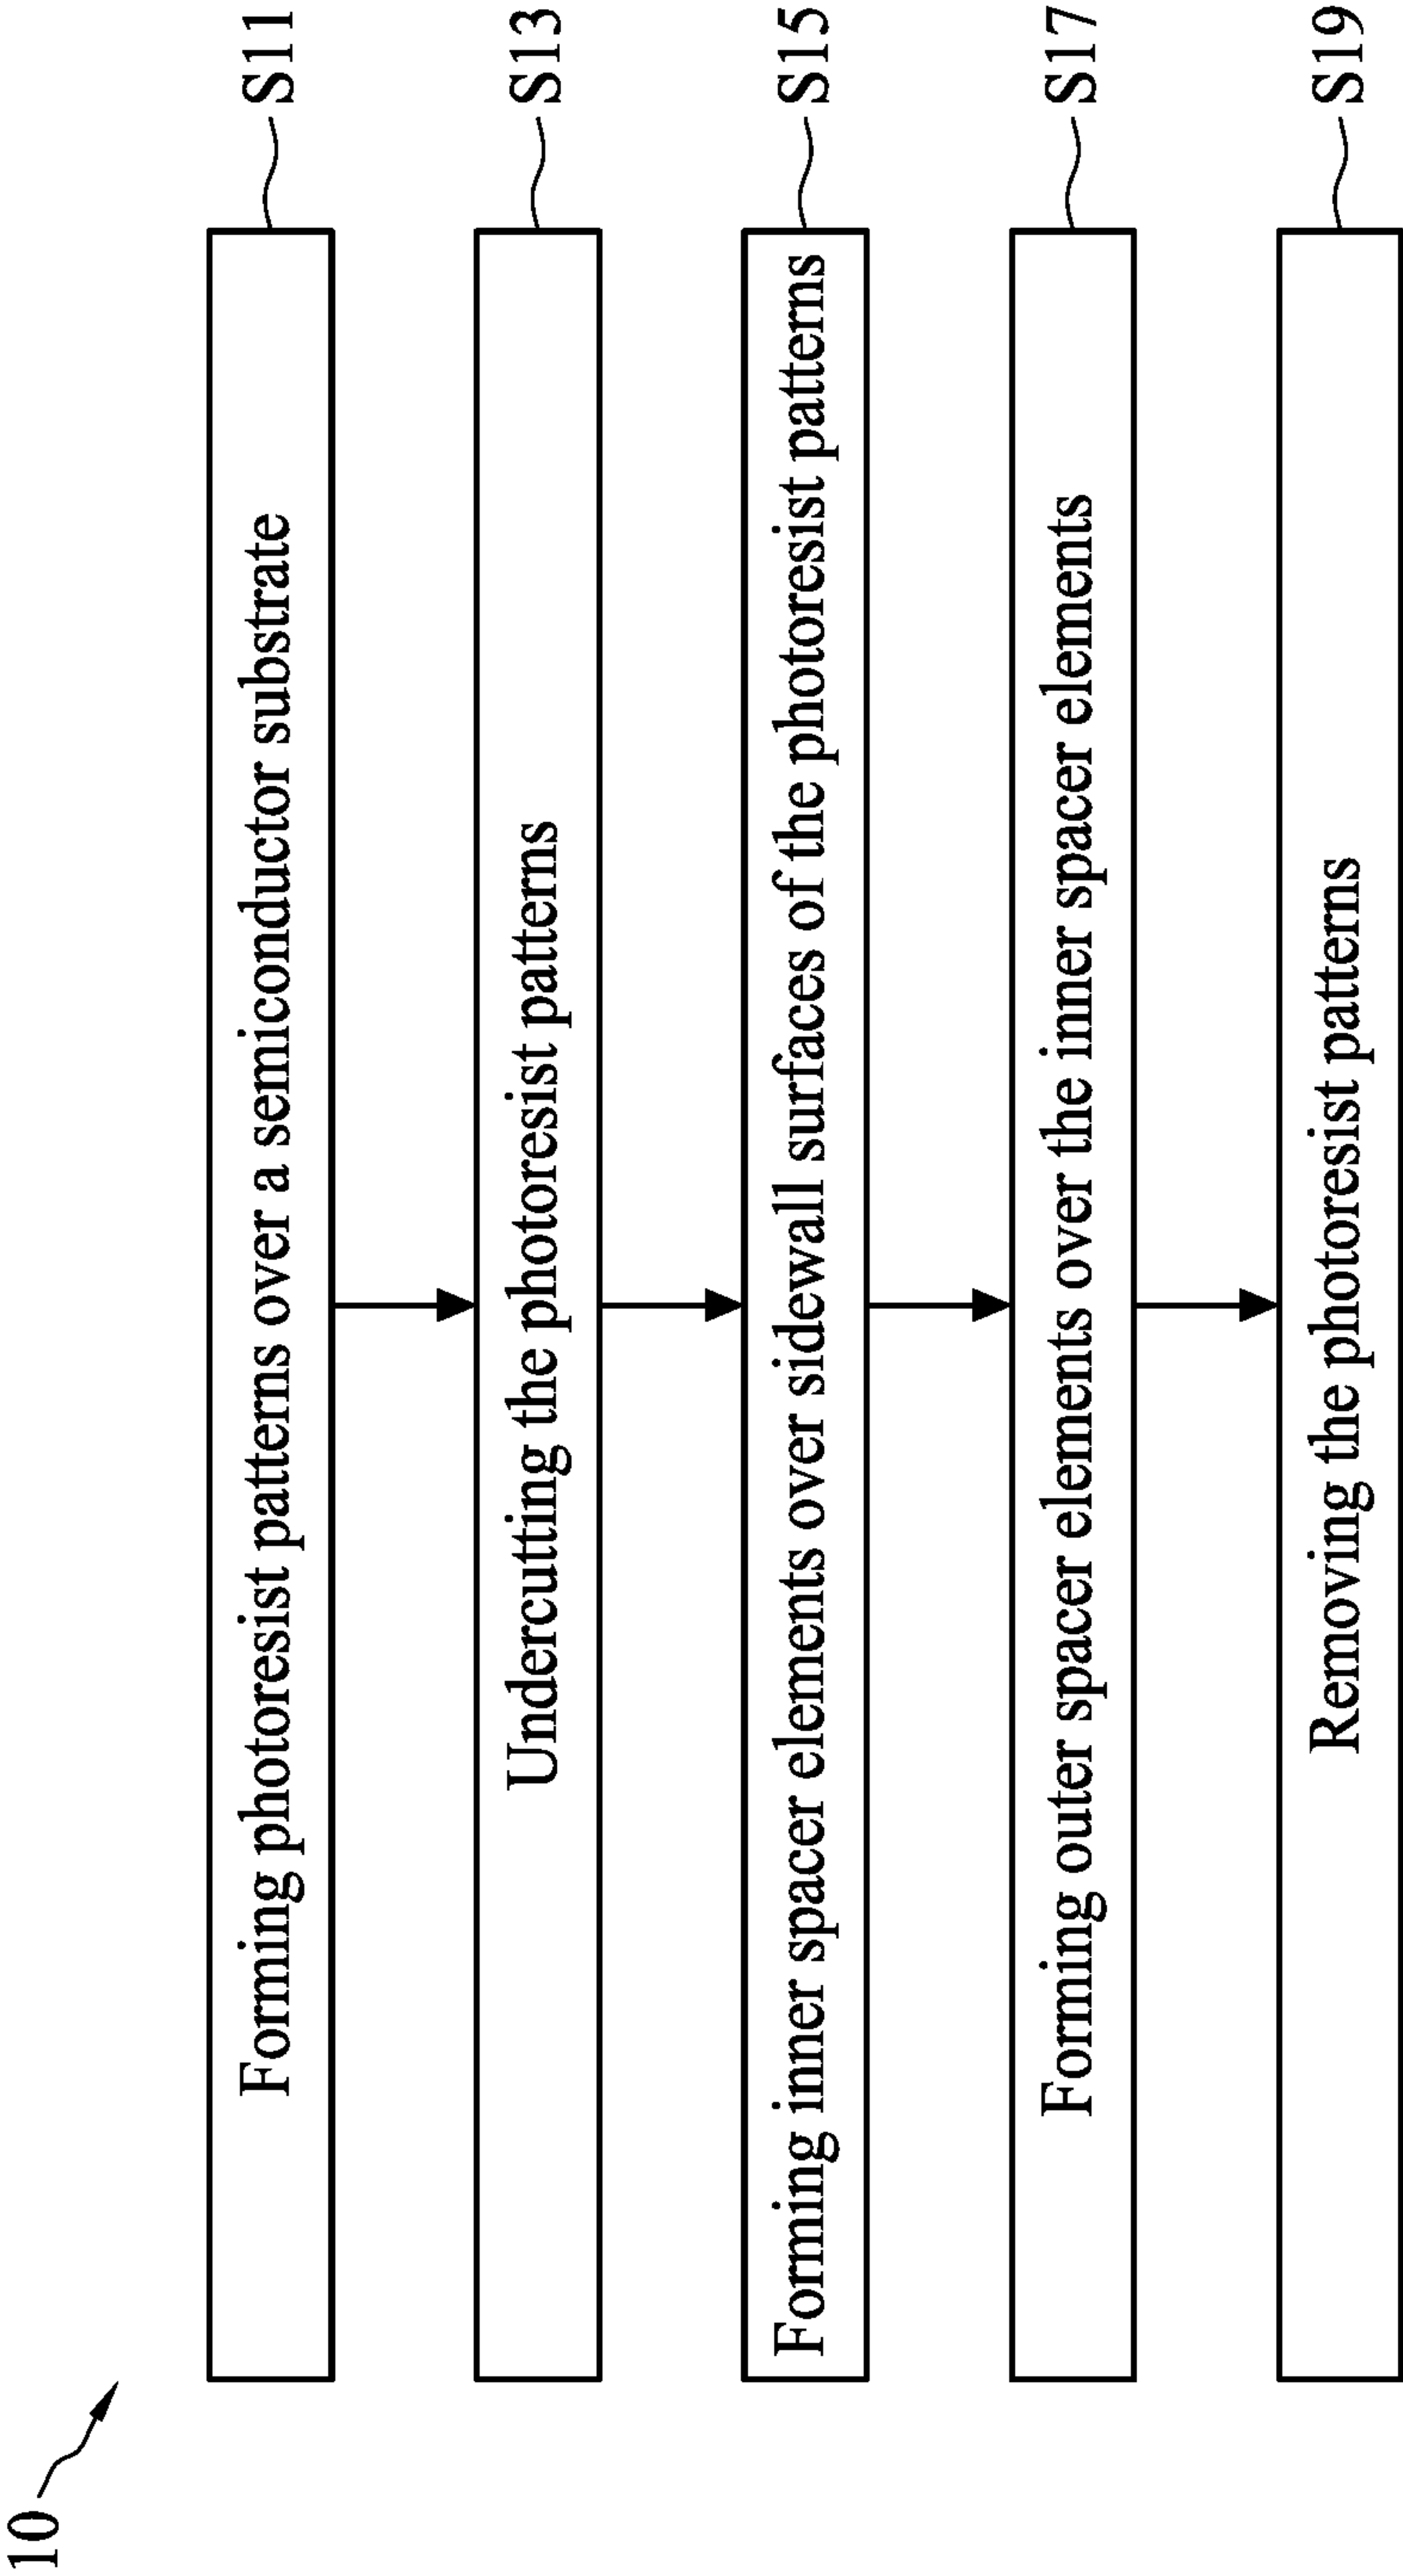 10
Forming photoresist patterns over a semiconductor substrate
S11
Undercutting the photoresist patterns
S13
Forming inner spacer elements over sidewall surfaces of the photoresist patterns
S15
Forming outer spacer elements over the inner spacer elements
S17
Removing the photoresist patterns
S19